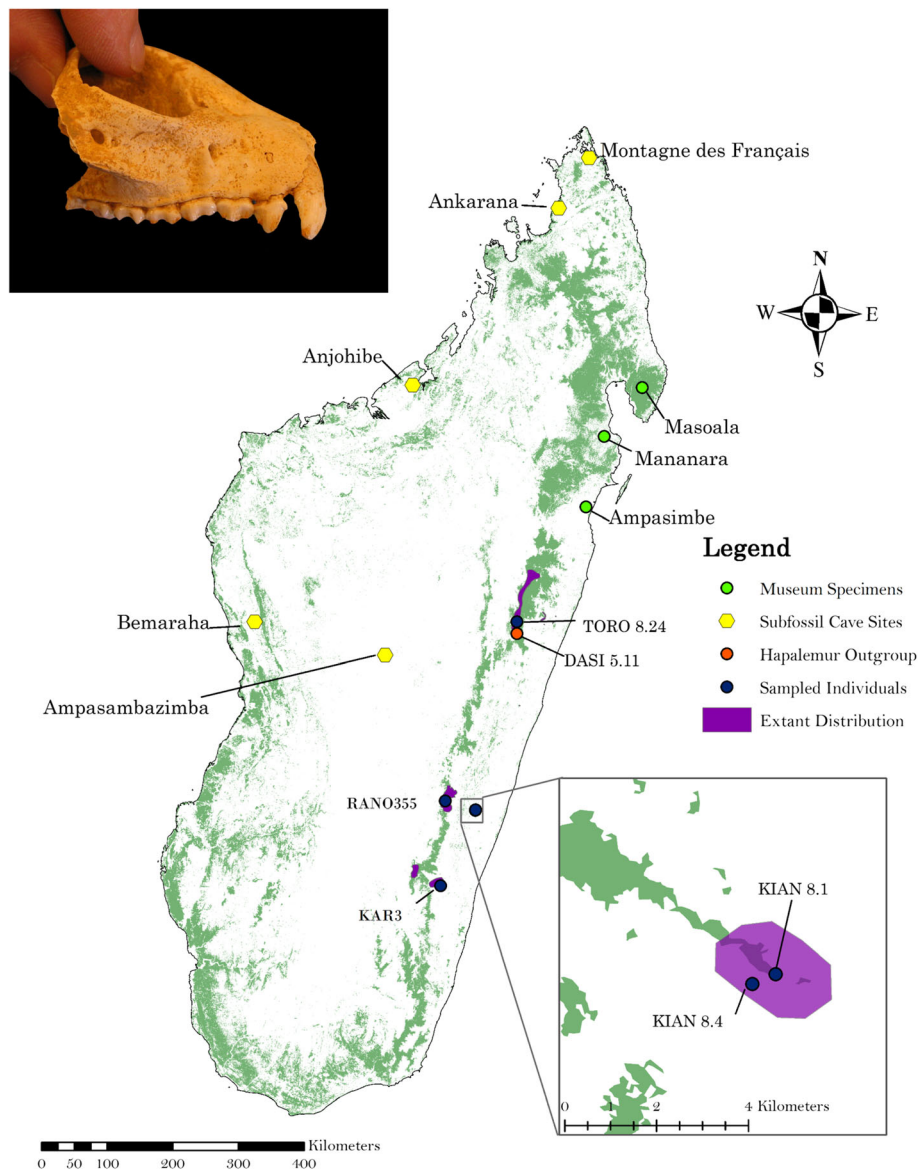 Montagne des Français
Ankarana
N
W
E
S
Anjohibe
Masoala
Mananara
Ampasimbe
Legend
Museum Specimens
Subfossil Cave Sites
Hapalemur Outgroup
Sampled Individuals
Extant Distribution
Bemaraha
TORO 8.24
DASI 5.11
Ampasambazimba
RANO355
KAR3
KIAN 8.1
KIAN 8.4
0 2 4 Kilometers
Kilometers
0 50 100 200 300 400